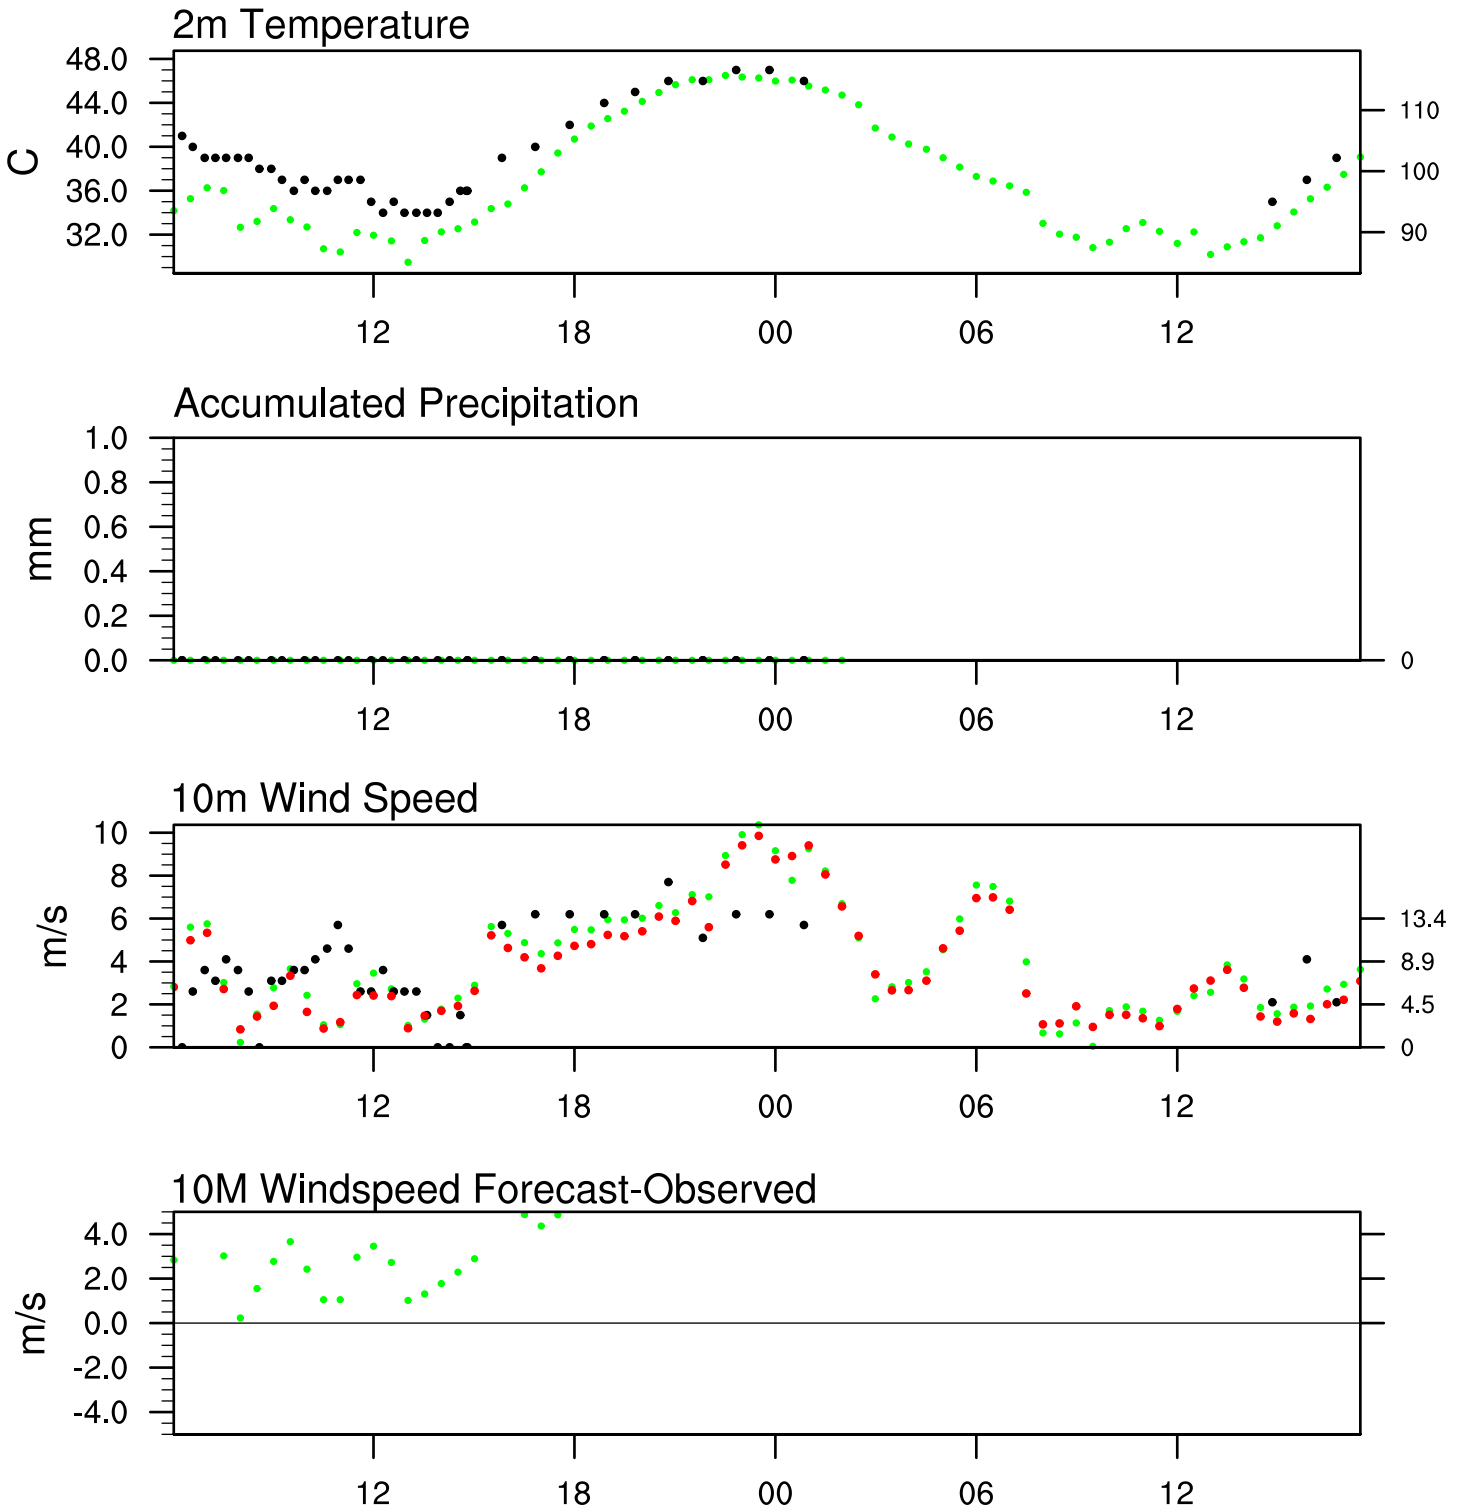 2m Temperature
48.0
44.0
40.0
36.0
32.0
C
110
100
90
12 18 00 06 12
Accumulated Precipitation
1.0
0.8
0.6
0.4
0.2
0.0
mm
0
12 18 00 06 12
10m Wind Speed
10
8
6
4
2
0
m/s
13.4
8.9
4.5
0
12 18 00 06 12
10M Windspeed Forecast-Observed
4.0
2.0
0.0
-2.0
-4.0
m/s
12 18 00 06 12